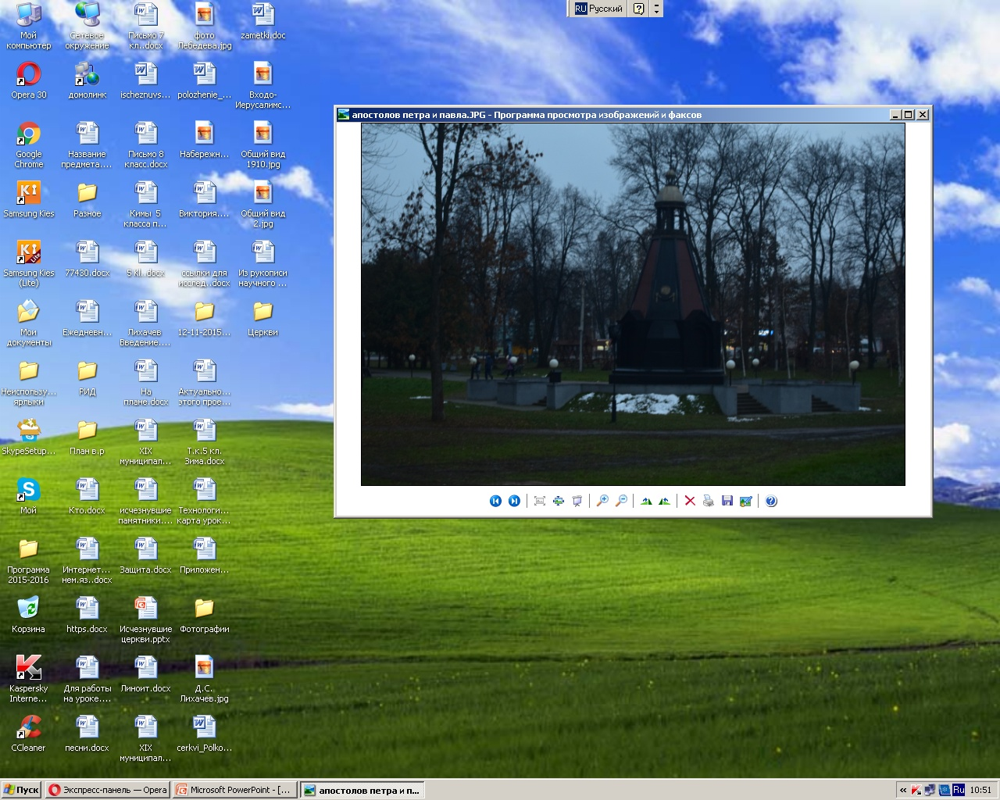 RU Русский
Мой
компьютер
Сетевое
окружение
Письмо 7
кл..docx
фото
Лебедева.jpg
zametki.doc
Opera 30
домолинк
ischeznuvs...
polozhenie_...
Входо-
Иерусалимс...
апостолов петра и павла.JPG - Программа просмотра изображений и факсов
Google
Chrome
Название
предмета....
Письмо 8
класс.docx
Набережн...
Общий вид
1910.jpg
Samsung Kies
Разное
Кимы 5
класса п...
Виктория....
Общий вид
2.jpg
Samsung Kies
(Lite)
77430.docx
5 kl..docx
ссылки для
исслед..docx
Из рукописи
научного ...
Мои
документы
Ежедневн...
Лихачев
Введение....
12-11-2015...
Церкви
Неиспользу...
ярлыки
РИД
На
плане.docx
Актуально...
этого прое...
SkypeSetup...
План в.р
XIX
муниципал...
Т.к.5 кл.
Зима.docx
Мой
Кто.docx
исчезнувшие
памятники....
Технологи...
карта урок...
Программа
2015-2016
Интернет...
нем.яз..docx
Защита.docx
Приложен...
Корзина
https.docx
Исчезнувшие
церкви.pptx
Фотографии
Kaspersky
Interne...
Для работы
на уроке....
Линоит.docx
Д.С.
Лихачев.jpg
CCleaner
песни.docx
XIX
муниципал...
cerkvi_Polko...
Пуск
Экспресс-панель — Opera
Microsoft PowerPoint - [...
апостолов петра и п...
Ru
10:51